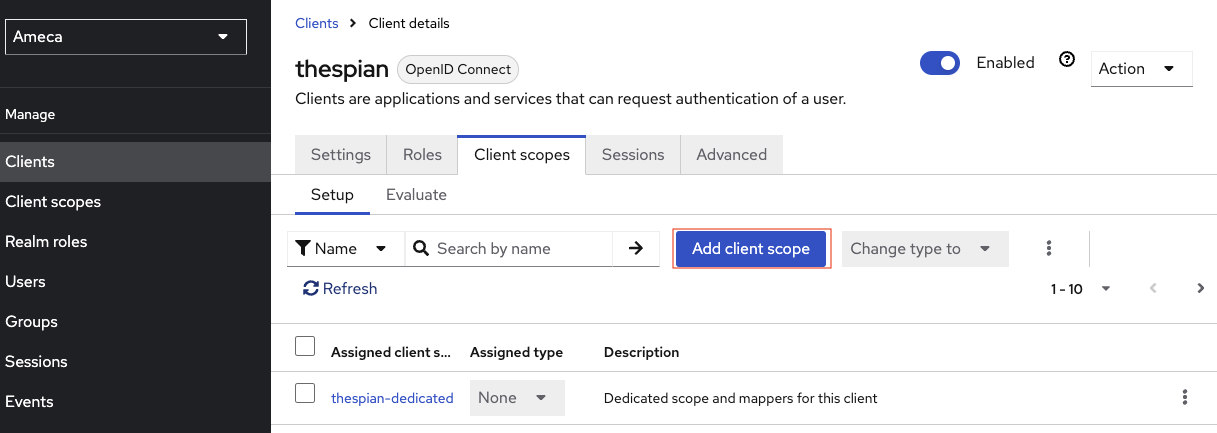 Ameca
Manage
Clients
Client scopes
Realm roles
Users
Groups
Sessions
Events
Clients > Client details
thespian OpenID Connect
Enabled
Action
Clients are applications and services that can request authentication of a user.
Settings Roles Client scopes Sessions Advanced
Setup Evaluate
Name Search by name Add client scope Change type to
Refresh 1 - 10
Assigned client s... Assigned type Description
thespian-dedicated None Dedicated scope and mappers for this client